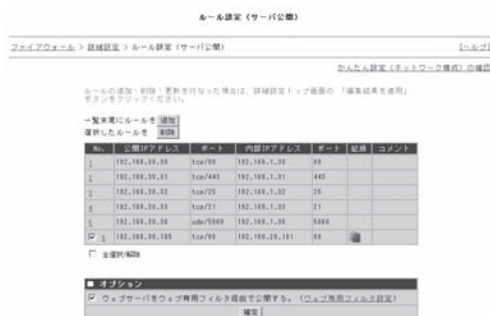 ルール設定 (サーバ公開)
ファイアウォール > 詳細設定 > ルール設定 (サーバ公開) [ヘルプ]
かんたん設定 (ネットワーク構成) の確認
ルールの追加・削除・更新を行なった場合は、詳細設定トップ画面の 「編集結果を適用」
ボタンをクリックください。
一覧末尾にルールを 追加
選択したルールを 削除
No. 公開IPアドレス ポート 内部IPアドレス ポート 記録 コメント
1 192.168.30.30 tcp/80 192.168.1.30 80
2 192.168.30.31 tcp/443 192.168.1.31 443
3 192.168.30.32 tcp/25 192.168.1.32 25
4 192.168.30.33 tcp/21 192.168.1.33 21
5 192.168.30.36 udp/5060 192.168.1.36 5060
6 192.168.30.105 tcp/80 192.168.20.101 80
全選択/解除
■ オプション
ウェブサーバをウェブ専用フィルタ経由で公開する。 (ウェブ専用フィルタ設定)
確定